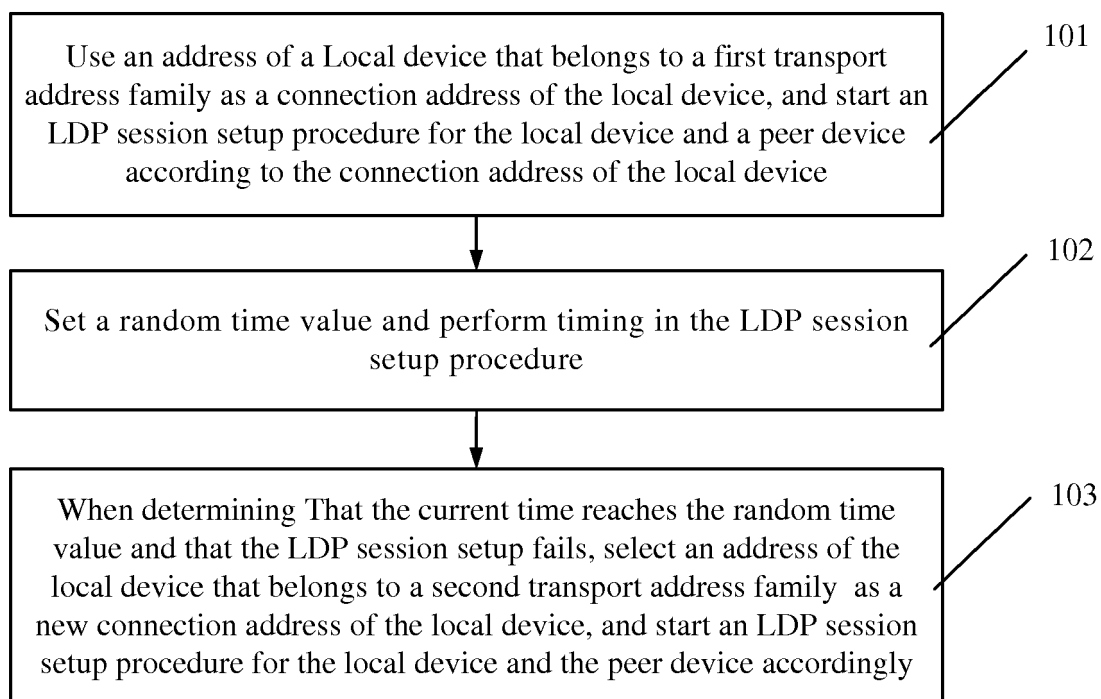 Use an address of a Local device that belongs to a first transport
address family as a connection address of the local device, and start an
LDP session setup procedure for the local device and a peer device
according to the connection address of the local device
101
Set a random time value and perform timing in the LDP session
setup procedure
102
When determining That the current time reaches the random time
value and that the LDP session setup fails, select an address of the
local device that belongs to a second transport address family as a
new connection address of the local device, and start an LDP session
setup procedure for the local device and the peer device accordingly
103